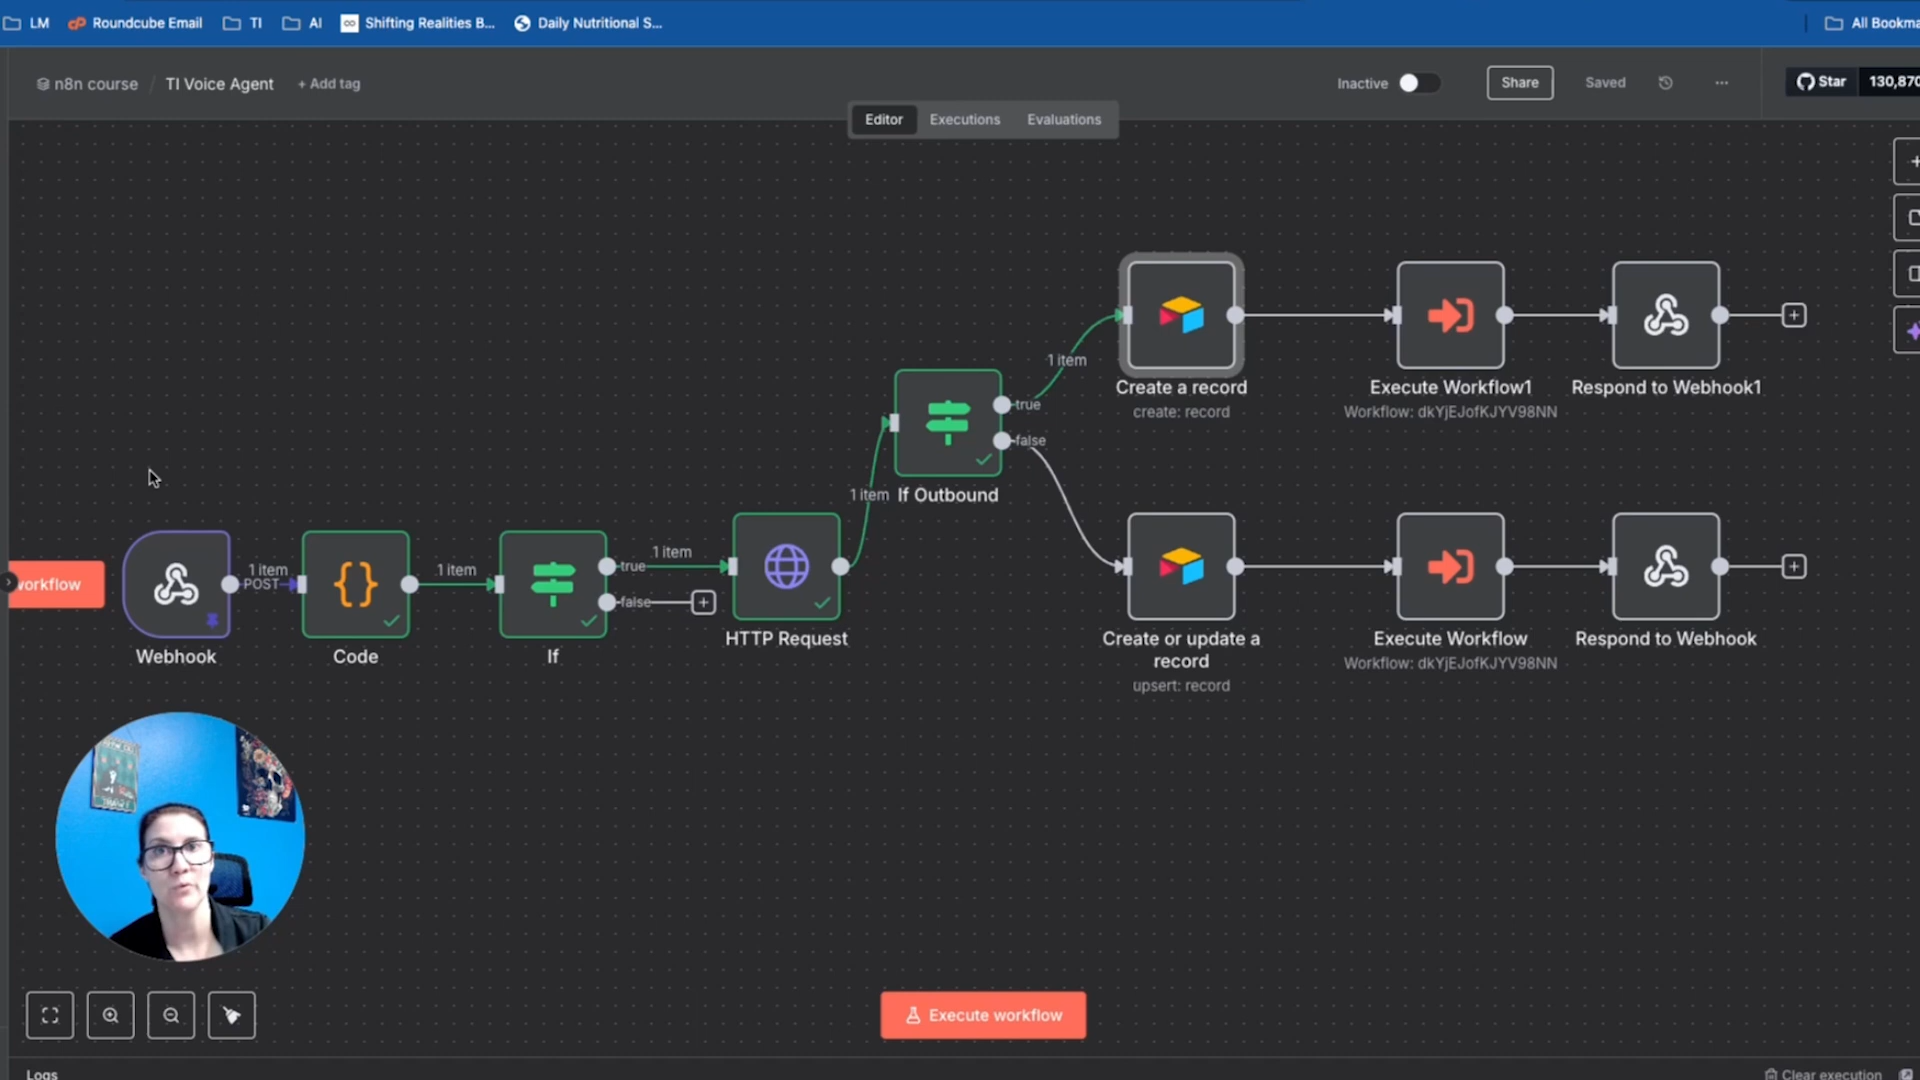 LM
Roundcube Email
TI
AI
Shifting Realities B...
Daily Nutritional S...
All Bookma
n8n course / TI Voice Agent + Add tag
Inactive
Share
Saved
...
Star
130,870
Editor
Executions
Evaluations
1 item
true
false
Create a record
create: record
Execute Workflow1
Workflow: dkYjEJofKJYV98NN
Respond to Webhook1
1 item
If Outbound
workflow
1 item
POST
1 item
true
false
1 item
Webhook
Code
If
HTTP Request
Create or update a
record
upsert: record
Execute Workflow
Workflow: dkYjEJofKJYV98NN
Respond to Webhook
Execute workflow
Logs
Clear execution